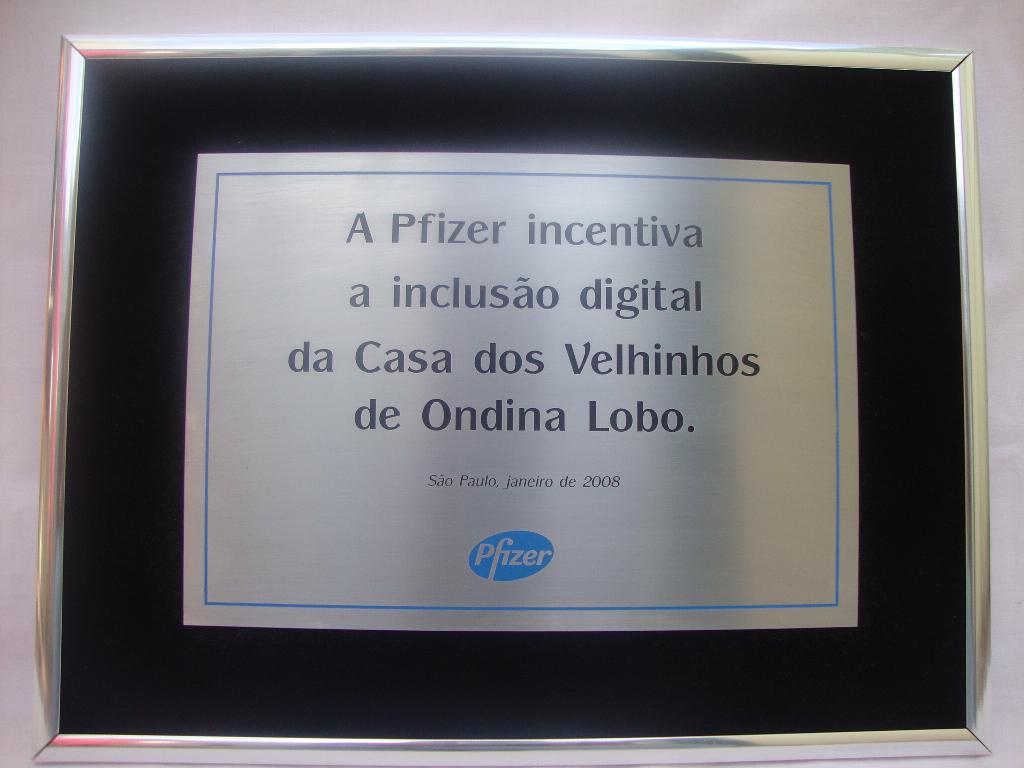 A Pfizer incentiva
a inclusão digital
da Casa dos Velhinhos
de Ondina Lobo.
São Paulo, janeiro de 2008
Pfizer